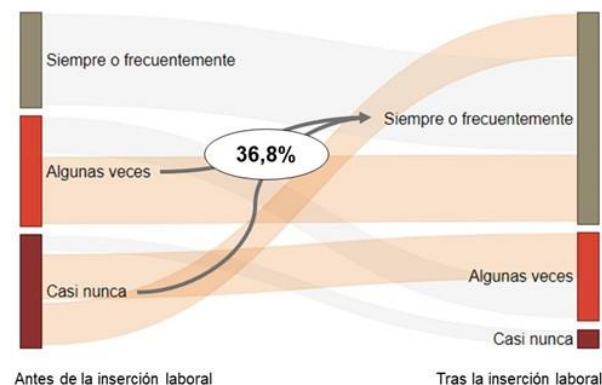 Siempre o frecuentemente
Siempre o frecuentemente
36,8%
Algunas veces
Algunas veces
Casi nunca
Casi nunca
Antes de la inserción laboral
Tras la inserción laboral